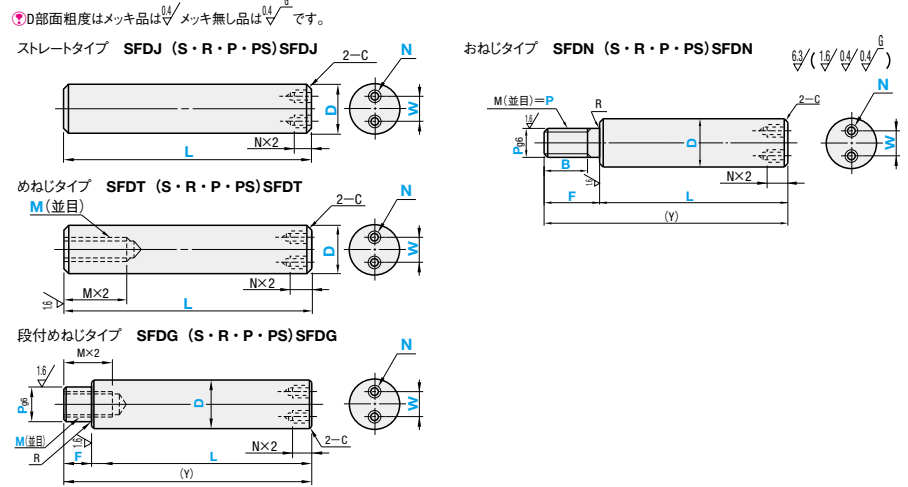 D部面粗度はメッキ品は0.4 メッキ無し品は0.4 G です。
ストレートタイプ SFDJ (S・R・P・PS)SFDJ
2－C
N
D
W
N×2
L
めねじタイプ SFDT (S・R・P・PS)SFDT
M(並目)
2－C
N
D
W
N×2
M×2
1.6
L
段付めねじタイプ SFDG (S・R・P・PS)SFDG
M×2
N
1.6
Pg6
D
W
M(並目)
1.6
R
F
L
N×2
2－C
(Y)
おねじタイプ SFDN (S・R・P・PS)SFDN
6.3 ( 1.6 0.4 0.4 G )
M(並目)＝P
R
2－C
N
1.6
Pg6
D
W
B
1.6
N×2
F
L
(Y)